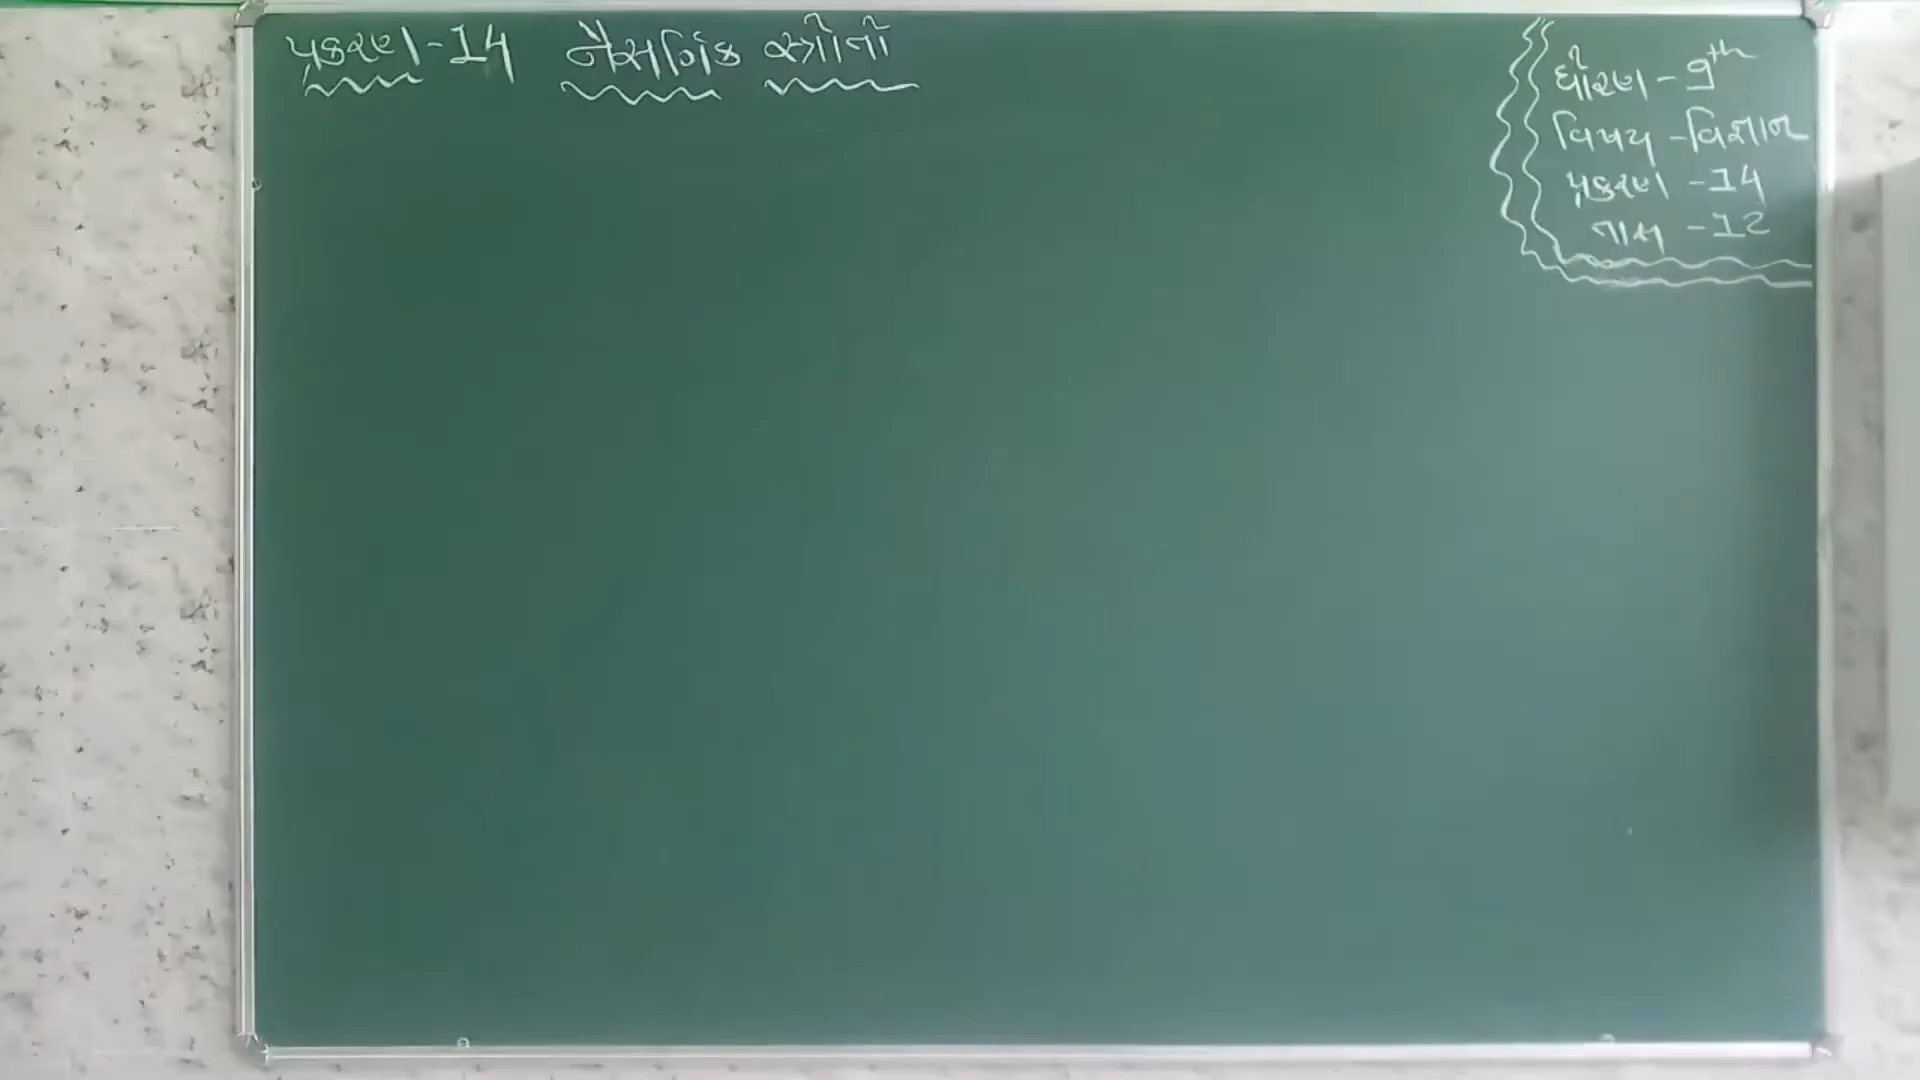 પ્રકરણ-14 નૈસર્ગિક સ્ત્રોતો
ધોરણ - 9th
વિષય - વિજ્ઞાન
પ્રકરણ - 14
તાસ - 12